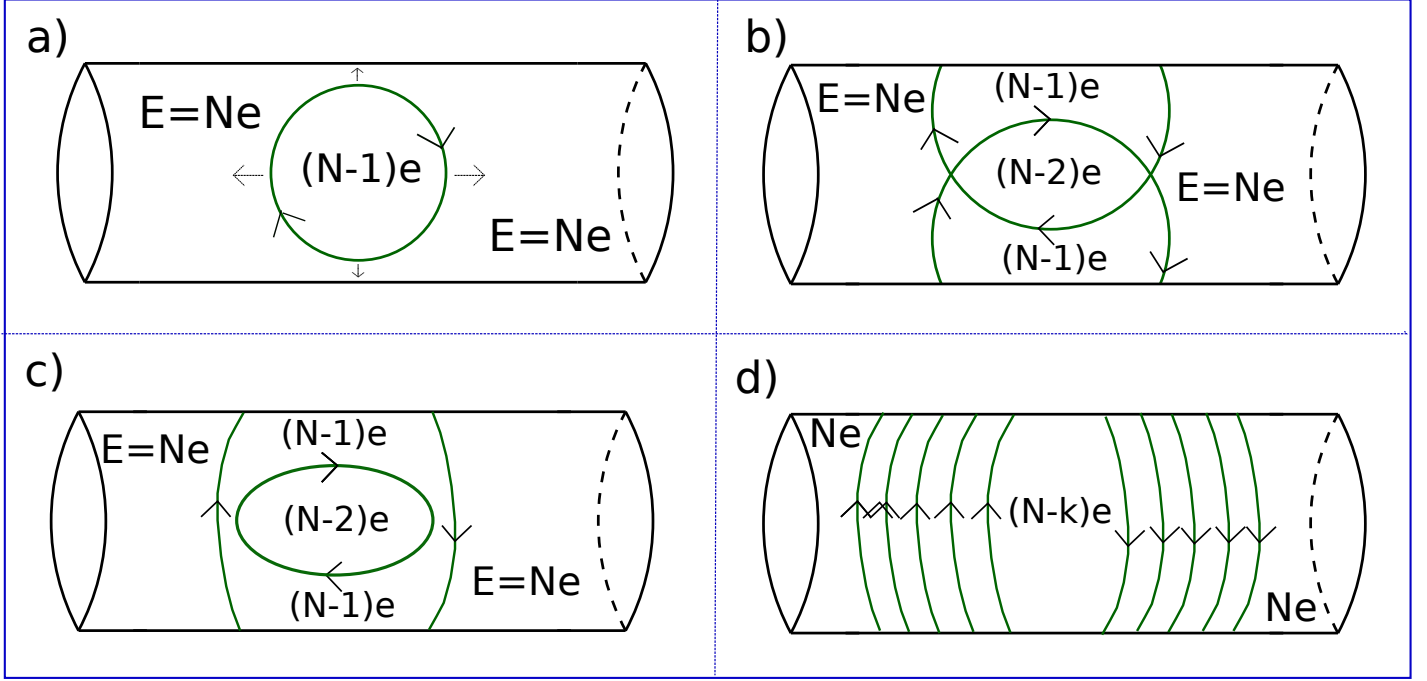 a)
E=Ne
(N-1)e
E=Ne
b)
(N-1)e
E=Ne
(N-2)e
E=Ne
(N-1)e
c)
(N-1)e
E=Ne
(N-2)e
E=Ne
(N-1)e
d)
Ne
(N-k)e
Ne